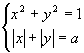 x² + y² = 1
|x| + |y| = a